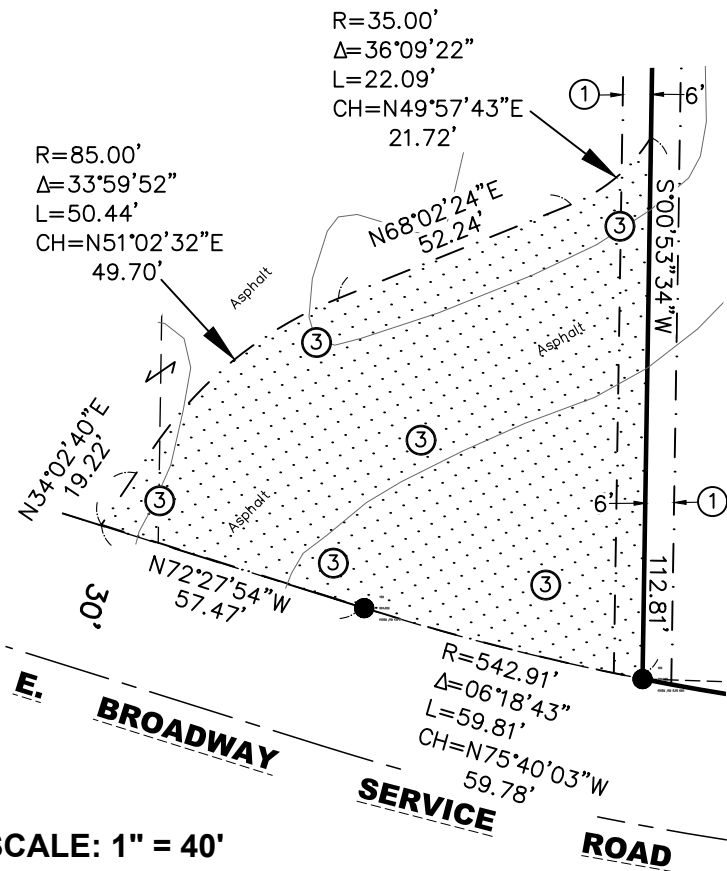 R=35.00'
Δ=36°09'22"
L=22.09'
CH=N49°57'43"E
21.72'
1
6'
R=85.00'
Δ=33°59'52"
L=50.44'
CH=N51°02'32"E
49.70'
N68°02'24"E
52.24'
S°00'53"34"W
3
Asphalt
3
Asphalt
3
N34°02'40"E
19.22'
3
Asphalt
6'
1
3
3
N72°27'54"W
57.47'
112.81'
30'
R=542.91'
Δ=06°18'43"
L=59.81'
CH=N75°40'03"W
59.78'
E. BROADWAY SERVICE ROAD
SCALE: 1" = 40'